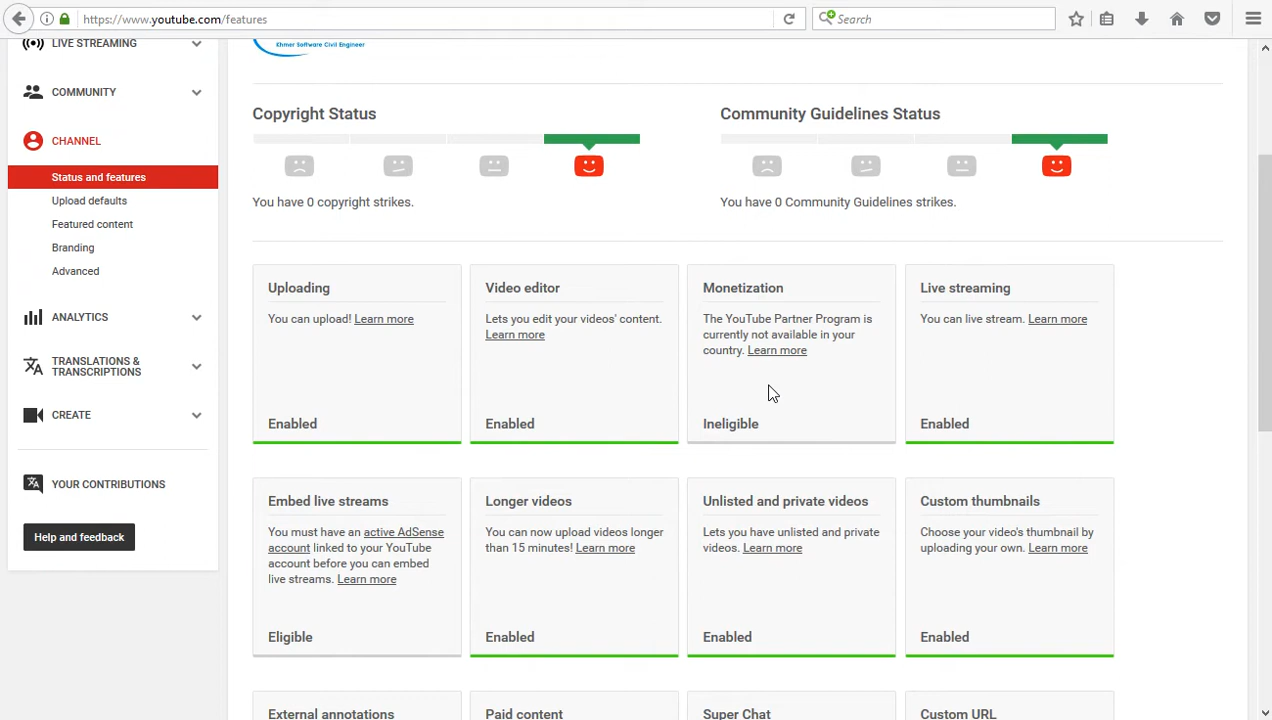 https://www.youtube.com/features
Search
LIVE STREAMING
COMMUNITY
CHANNEL
Status and features
Upload defaults
Featured content
Branding
Advanced
ANALYTICS
TRANSLATIONS &
TRANSCRIPTIONS
CREATE
YOUR CONTRIBUTIONS
Help and feedback
Khmer Software Civil Engineer
Copyright Status
You have 0 copyright strikes.
Community Guidelines Status
You have 0 Community Guidelines strikes.
Uploading
You can upload! Learn more
Enabled
Video editor
Lets you edit your videos' content.
Learn more
Enabled
Monetization
The YouTube Partner Program is
currently not available in your
country. Learn more
Ineligible
Live streaming
You can live stream. Learn more
Enabled
Embed live streams
You must have an active AdSense
account linked to your YouTube
account before you can embed
live streams. Learn more
Eligible
Longer videos
You can now upload videos longer
than 15 minutes! Learn more
Enabled
Unlisted and private videos
Lets you have unlisted and private
videos. Learn more
Enabled
Custom thumbnails
Choose your video's thumbnail by
uploading your own. Learn more
Enabled
External annotations
Paid content
Super Chat
Custom URL